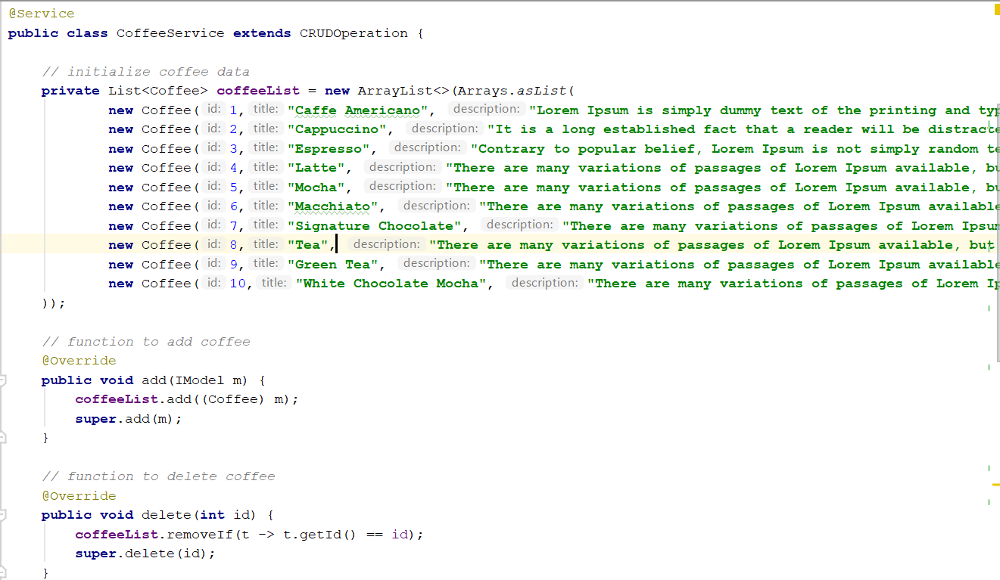 @Service
public class CoffeeService extends CRUDOperation {
// initialize coffee data
private List<Coffee> coffeeList = new ArrayList<>(Arrays.asList(
new Coffee( id: 1, title: "Caffe Americano", description: "Lorem Ipsum is simply dummy text of the printing and
new Coffee( id: 2, title: "Cappuccino", description: "It is a long established fact that a reader will be
new Coffee( id: 3, title: "Espresso", description: "Contrary to popular belief, Lorem Ipsum is not simply random
new Coffee( id: 4, title: "Latte", description: "There are many variations of passages of Lorem Ipsum available,
new Coffee( id: 5, title: "Mocha", description: "There are many variations of passages of Lorem Ipsum available,
new Coffee( id: 6, title: "Macchiato", description: "There are many variations of passages of Lorem Ipsum available
new Coffee( id: 7, title: "Signature Chocolate", description: "There are many variations of passages of Lorem Ipsum
new Coffee( id: 8, title: "Tea", description: "There are many variations of passages of Lorem Ipsum available, but
new Coffee( id: 9, title: "Green Tea", description: "There are many variations of passages of Lorem Ipsum available
new Coffee( id: 10, title: "White Chocolate Mocha", description: "There are many variations of passages of Lorem
));
// function to add coffee
@Override
public void add(IModel m) {
coffeeList.add((Coffee) m);
super.add(m);
}
// function to delete coffee
@Override
public void delete(int id) {
coffeeList.removeIf(t -> t.getId() == id);
super.delete(id);
}